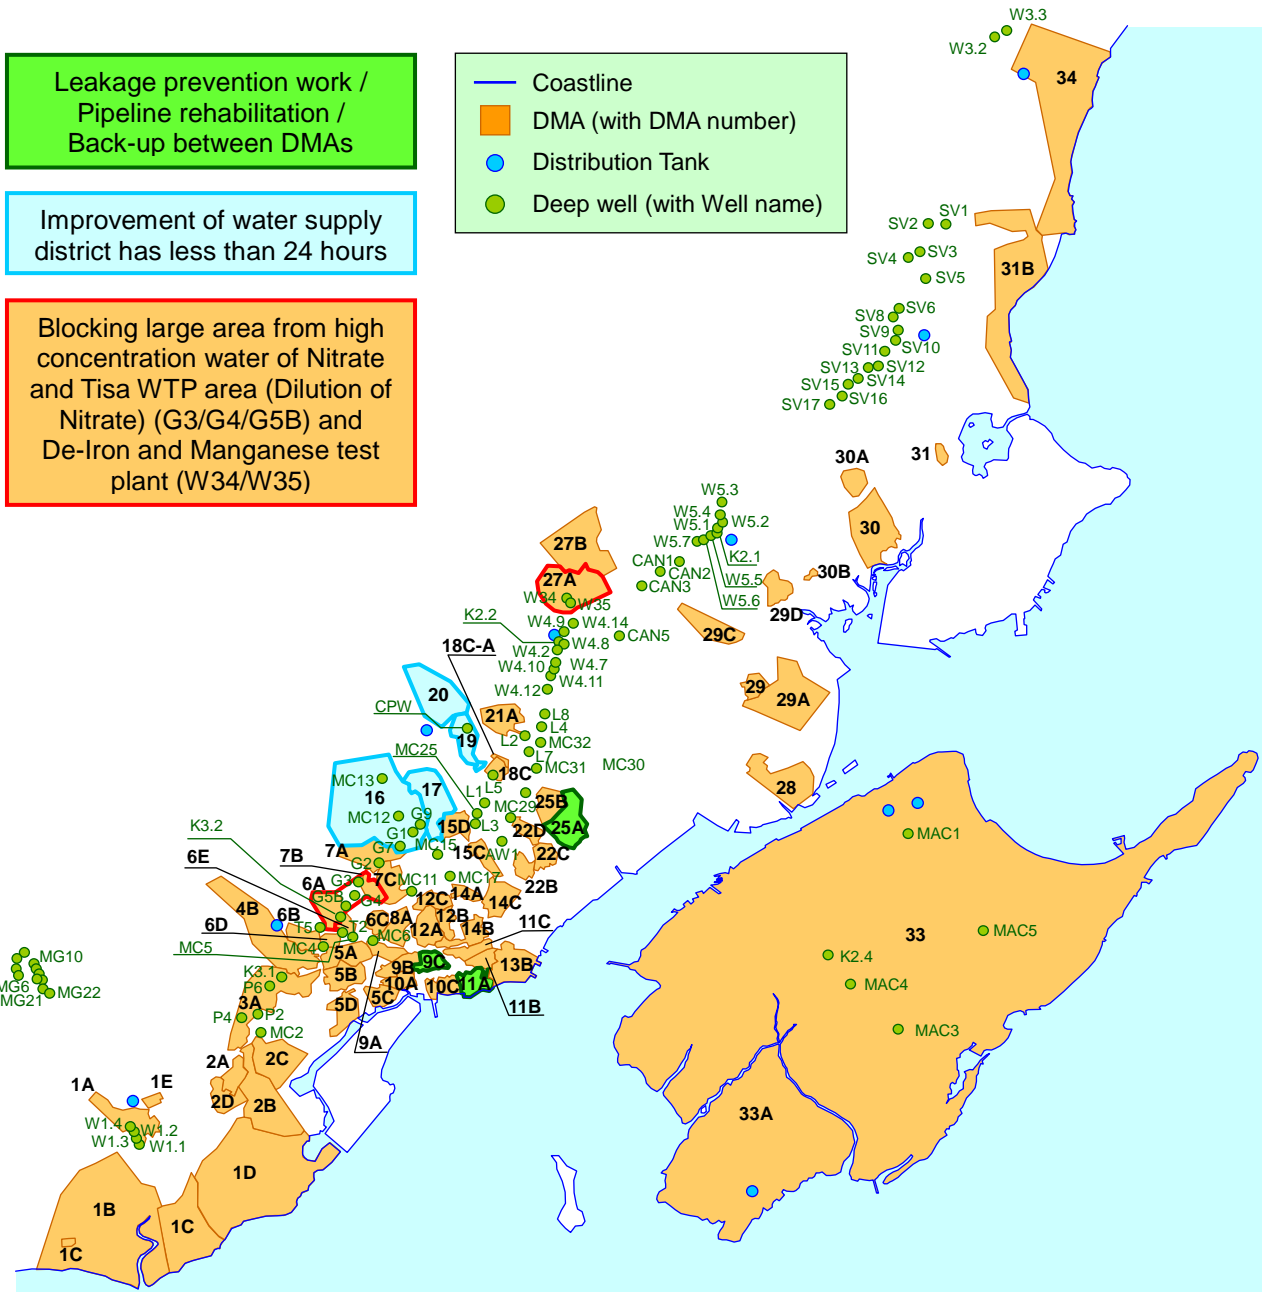 Leakage prevention work /
Pipeline rehabilitation /
Back-up between DMAs
Improvement of water supply
district has less than 24 hours
Blocking large area from high
concentration water of Nitrate
and Tisa WTP area (Dilution of
Nitrate) (G3/G4/G5B) and
De-Iron and Manganese test
plant (W34/W35)
Coastline
DMA (with DMA number)
Distribution Tank
Deep well (with Well name)
W3.3
W3.2
34
SV1
SV2
SV3
SV4
31B
SV5
SV6
SV8
SV9
SV10
SV11
SV12
SV13
SV14
SV15
SV16
SV17
31
30A
30
30B
W5.3
W5.4
W5.2
W5.1
W5.7
K2.1
CAN1
CAN2
W5.5
CAN3
W5.6
27B
27A
W34
W35
29D
29C
K2.2
W4.9
W4.14
CAN5
W4.8
18C-A
W4.2
W4.7
W4.10
W4.11
W4.12
29
29A
20
CPW
21A
L8
L4
19
L2
MC32
MC25
L7
MC31
MC30
18C
MC13
17
16
L5
L1
MC29
25B
28
MC12
G9
K3.2
G1
15D
L3
22D
25A
7A
G7
MC15
15C
AW1
22C
6E
7B
G2
7C
MC17
22B
6A
G3
MC11
G5B
G4
12C
14A
14C
4B
6B
6C
8A
12B
11C
6D
T5
T2
12A
14B
MC5
MC4
MC6
5A
9C
13B
9B
MG10
K3.1
5B
10A
10C
11A
MG6
P6
MG22
MG21
3A
5C
11B
5D
P4
P2
MC2
9A
2A
2C
1A
1E
2D
2B
W1.4
W1.2
W1.3
W1.1
1D
1B
1C
1C
MAC1
33
MAC5
K2.4
MAC4
MAC3
33A